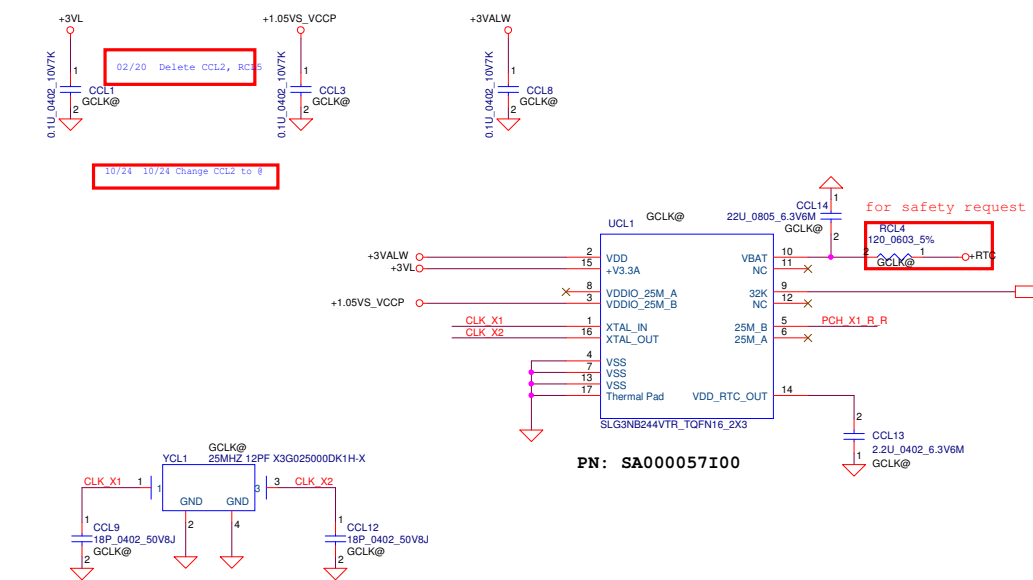 +3VL
+1.05VS_VCCP
+3VALW
02/20 Delete CCL2, RCL5
1
CCL1
GCLK@
2
0.1U_0402_10V7K
1
CCL3
GCLK@
2
0.1U_0402_10V7K
1
CCL8
GCLK@
2
0.1U_0402_10V7K
10/24 10/24 Change CCL2 to @
for safety request
CCL14
22U_0805_6.3V6M
GCLK@
1
2
RCL4
120_0603_5%
2
1
GCLK@
+RTC
UCL1
GCLK@
+3VALW
2
VDD
VBAT
10
+3VL
15
+V3.3A
NC
11
8
VDDIO_25M_A
32K
9
+1.05VS_VCCP
3
VDDIO_25M_B
NC
12
CLK_X1
1
XTAL_IN
25M_B
5
PCH_X1_R_R
CLK_X2
16
XTAL_OUT
25M_A
6
4
VSS
7
VSS
13
VSS
17
Thermal Pad
VDD_RTC_OUT
14
SLG3NB244VTR_TQFN16_2X3
2
CCL13
2.2U_0402_6.3V6M
1
GCLK@
PN: SA000057I00
GCLK@
YCL1
25MHZ 12PF X3G025000DK1H-X
CLK_X1
1
1
3
3
CLK_X2
GND
GND
2
4
1
CCL9
18P_0402_50V8J
GCLK@
2
1
CCL12
18P_0402_50V8J
GCLK@
2